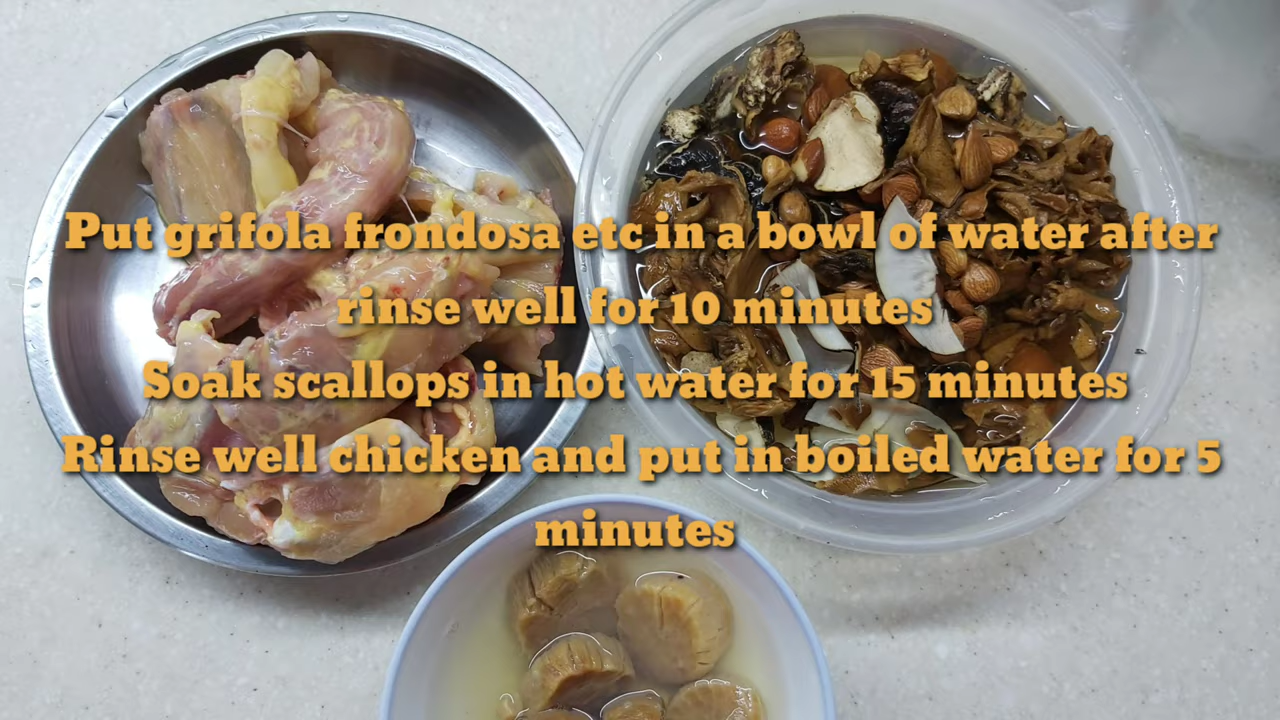 Put grifola frondosa etc in a bowl of water after
rinse well for 10 minutes
Soak scallops in hot water for 15 minutes
Rinse well chicken and put in boiled water for 5
minutes